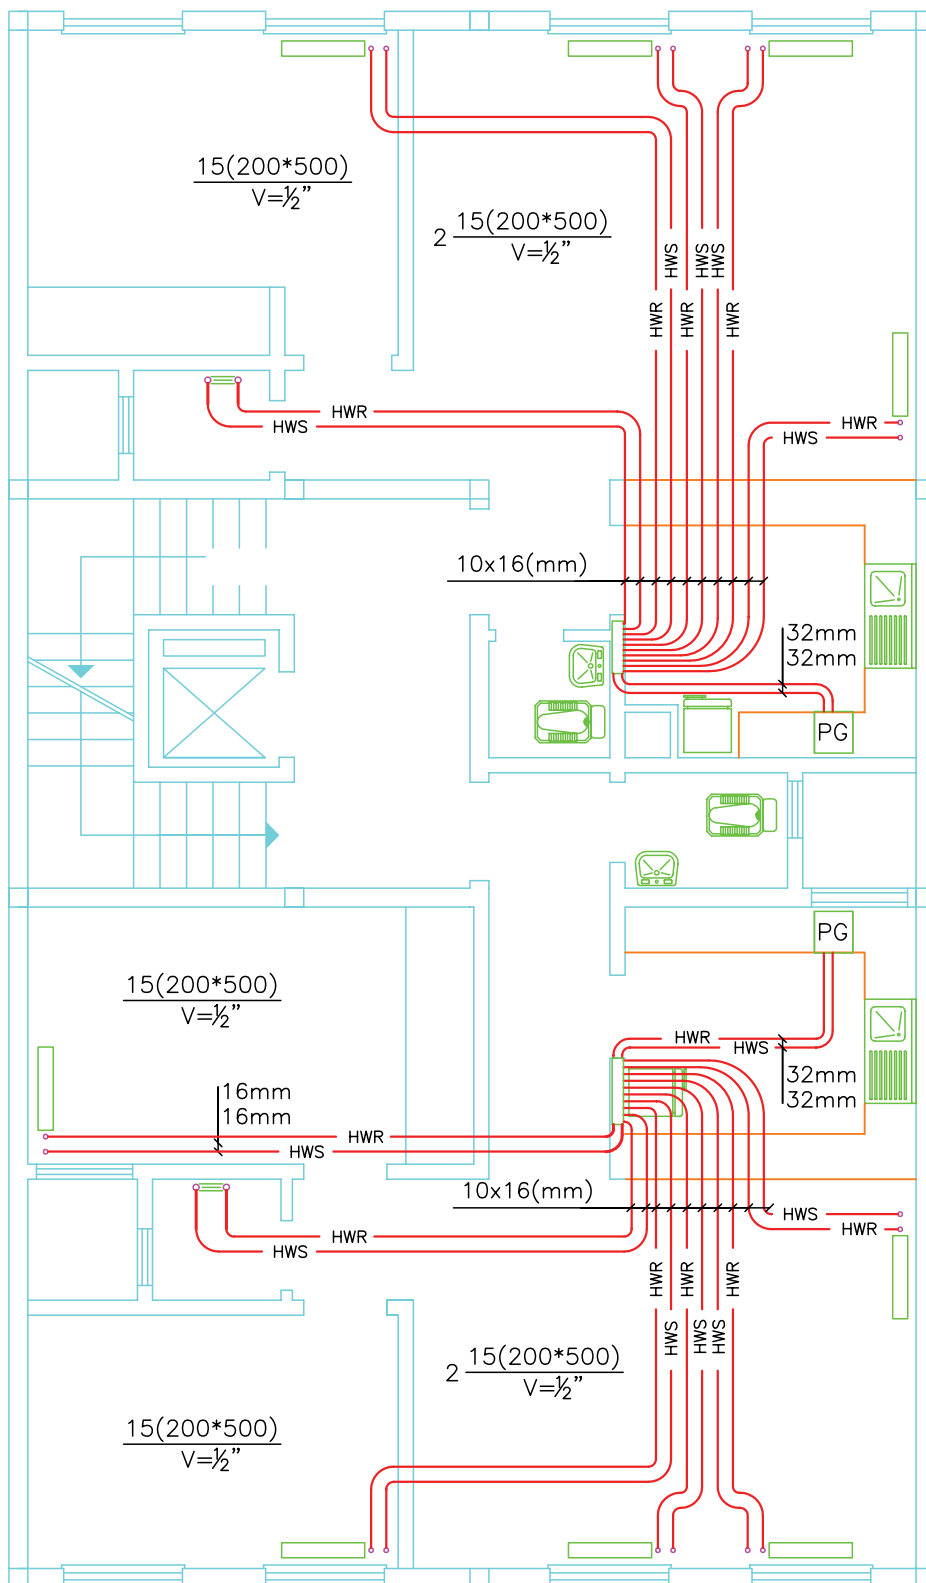 15(200*500)
V=½"
2 15(200*500)
V=½"
HWS
HWS
HWS
HWR
HWR
HWR
HWR
HWS
HWR
HWS
10x16(mm)
32mm
32mm
PG
PG
15(200*500)
V=½"
HWR
HWS
32mm
32mm
16mm
16mm
HWR
HWS
10x16(mm)
HWS
HWR
HWR
HWS
HWR
HWR
HWR
HWS
HWS
HWS
2 15(200*500)
V=½"
15(200*500)
V=½"